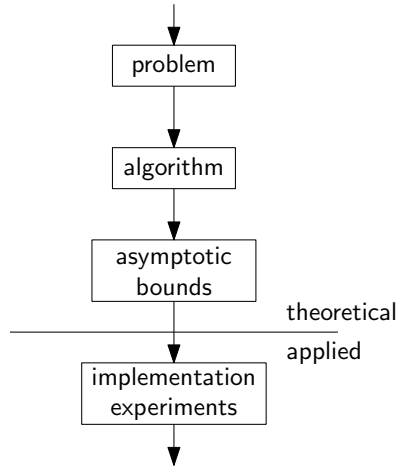 problem
algorithm
asymptotic
bounds
theoretical
applied
implementation
experiments